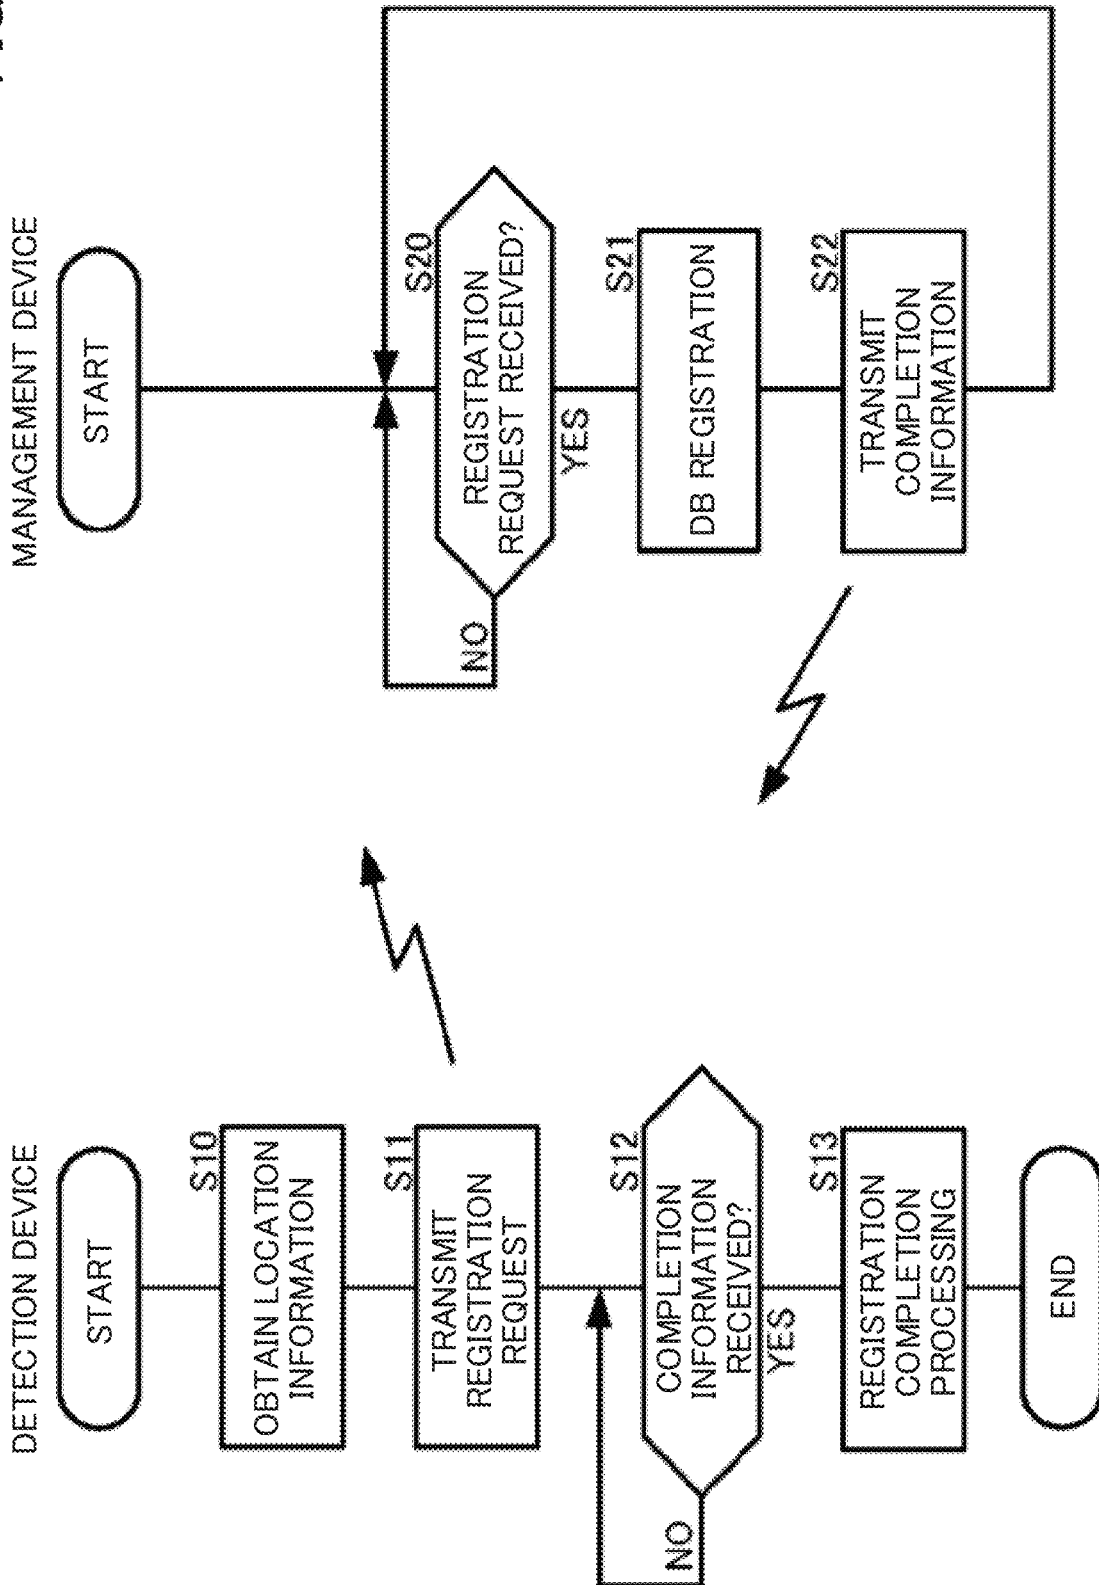 DETECTION DEVICE
START
S10
OBTAIN LOCATION
INFORMATION
S11
TRANSMIT
REGISTRATION
REQUEST
S12
COMPLETION
INFORMATION
RECEIVED?
NO
YES
S13
REGISTRATION
COMPLETION
PROCESSING
END
MANAGEMENT DEVICE
START
S20
REGISTRATION
REQUEST RECEIVED?
NO
YES
S21
DB REGISTRATION
S22
TRANSMIT
COMPLETION
INFORMATION